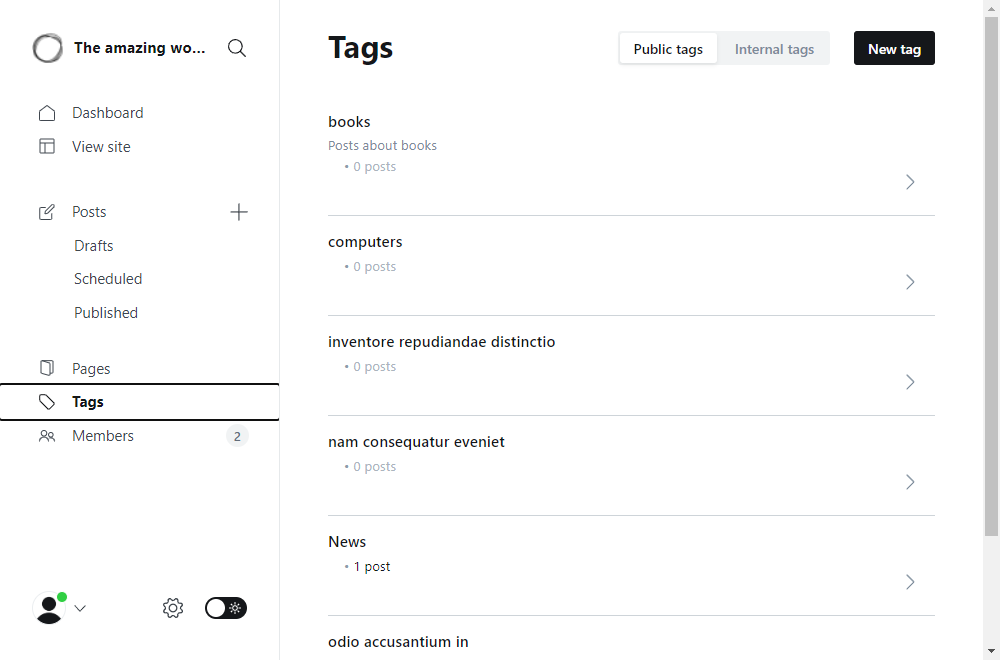 The amazing wo...
Dashboard
View site
Posts
Drafts
Scheduled
Published
Pages
Tags
Members 2
Tags
Public tags Internal tags New tag
books
Posts about books
• 0 posts
computers
• 0 posts
inventore repudiandae distinctio
• 0 posts
nam consequatur eveniet
• 0 posts
News
• 1 post
odio accusantium in